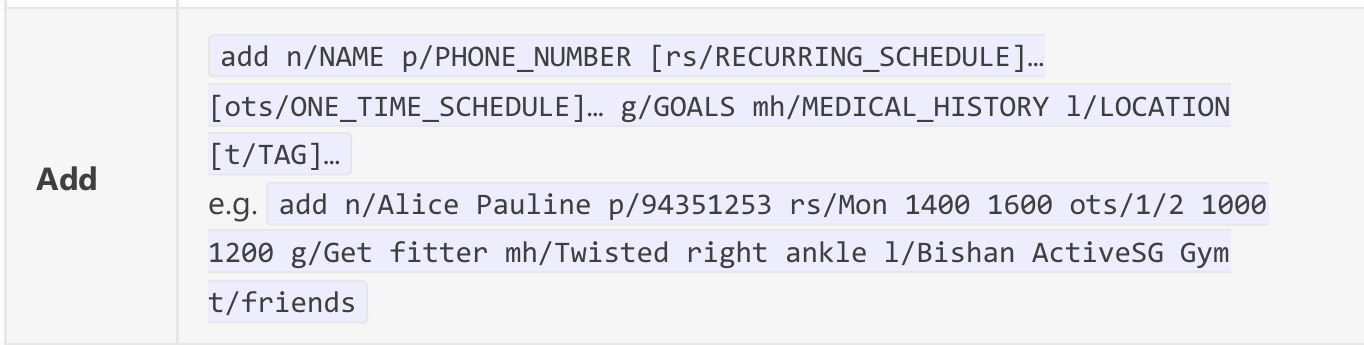 Add
add n/NAME p/PHONE_NUMBER [rs/RECURRING_SCHEDULE]…
[ots/ONE_TIME_SCHEDULE]… g/GOALS mh/MEDICAL_HISTORY l/LOCATION
[t/TAG]…
e.g. add n/Alice Pauline p/94351253 rs/Mon 1400 1600 ots/1/2 1000
1200 g/Get fitter mh/Twisted right ankle l/Bishan ActiveSG Gym
t/friends